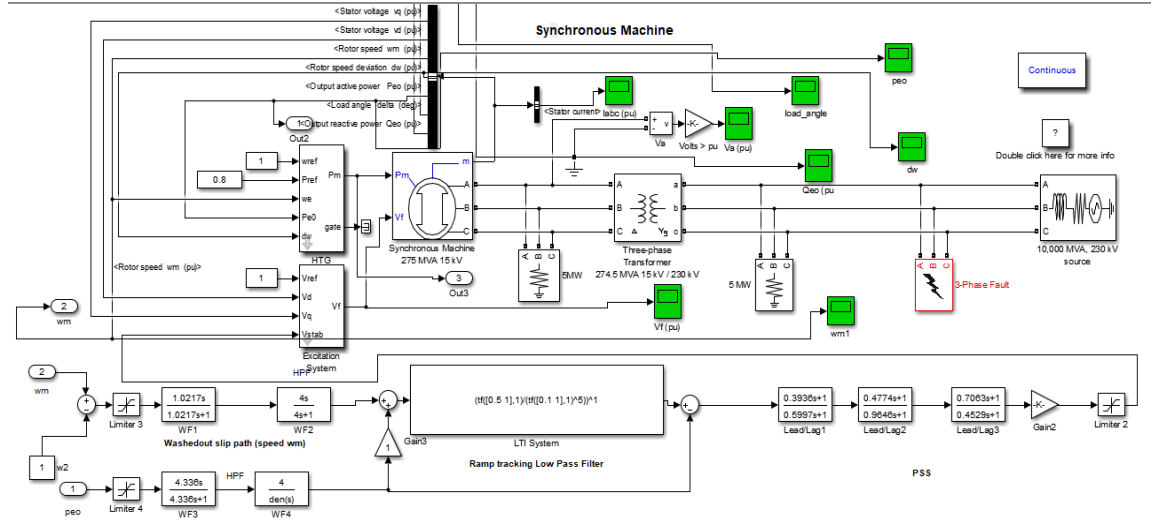 <Stator voltage vq (pu)>
<Stator voltage vd (pu)>
<Rotor speed wm (pu)>
<Rotor speed deviation dw (pu)>
<Output active power Peo (pu)>
<Load angle delta (deg)>
<Output reactive power Qeo (pu)>
Synchronous Machine
peo
Continuous
1
Out2
<Stator current>
Iabc (pu)
load_angle
+
-
v
Va
-K-
Volts > pu
Va (pu)
?
Double click here for more info
dw
Qeo (pu
1
0.8
wref
Pref
we
Pe0
dw
Pm
gate
HTG
Pm
Vf
m
A
B
C
Synchronous Machine
275 MVA 15 kV
A
B
C
5MW
A
B
C
a
b
c
Δ
Yg
Three-phase
Transformer
274.5 MVA 15 kV / 230 kV
A
B
C
5 MW
A
B
C
3-Phase Fault
A
B
C
10,000 MVA, 230 kV
source
<Rotor speed wm (pu)>
1
Vref
Vd
Vq
Vstab
Vf
Excitation
System
3
Out3
Vf (pu)
wm1
2
wm
HPF
2
wm
+
-
Limiter 3
1.0217s
1.0217s+1
WF1
4s
4s+1
WF2
Washedout slip path (speed wm)
+
+
1
Gain3
(tf([0.5 1],1)/(tf([0.1 1],1)^5))^1
LTI System
Ramp tracking Low Pass Filter
+
-
0.3936s+1
0.5997s+1
Lead/Lag1
0.4774s+1
0.9646s+1
Lead/Lag2
0.7063s+1
0.4529s+1
Lead/Lag3
-K-
Gain2
Limiter 2
PSS
1
w2
1
peo
Limiter 4
4.336s
4.336s+1
WF3
HPF
4
den(s)
WF4